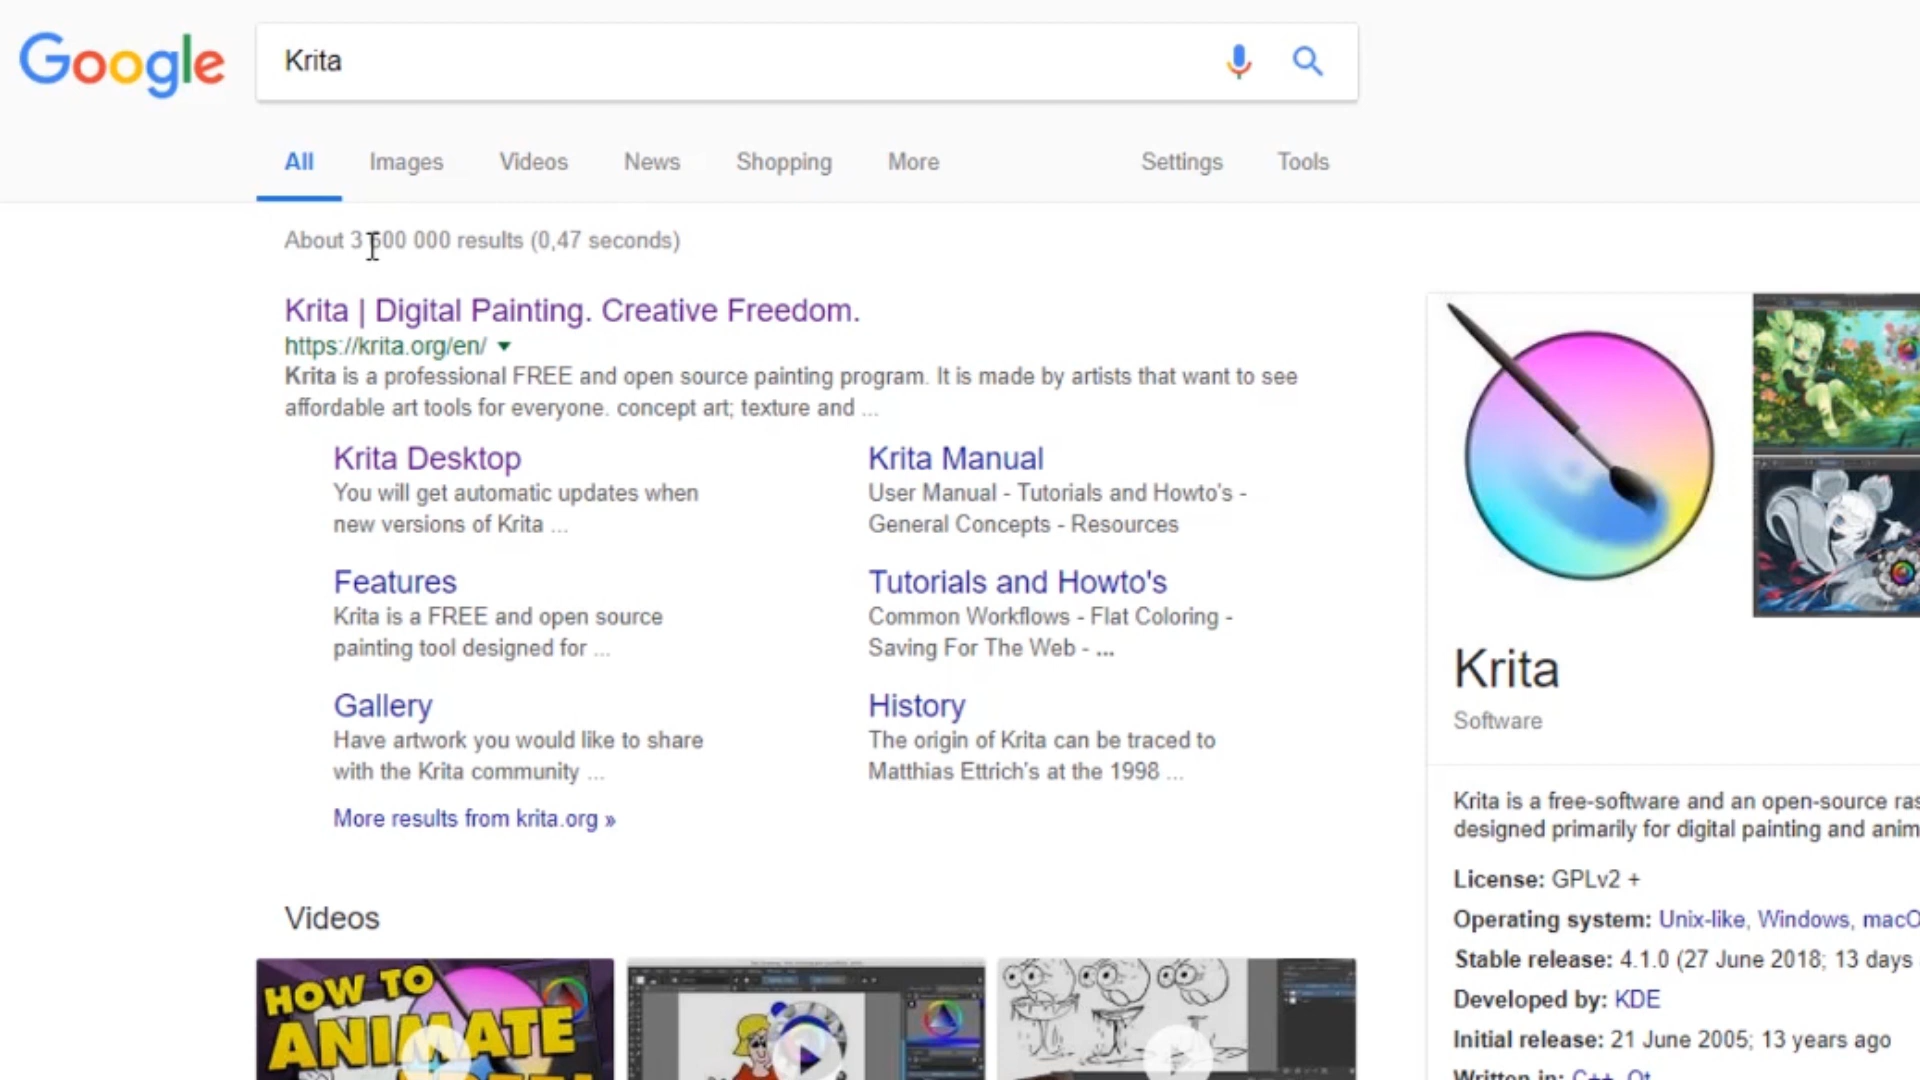 Google
Krita
All Images Videos News Shopping More Settings Tools
About 3 500 000 results (0,47 seconds)
Krita | Digital Painting. Creative Freedom.
https://krita.org/en/
Krita is a professional FREE and open source painting program. It is made by artists that want to see
affordable art tools for everyone. concept art; texture and ...
Krita Desktop
You will get automatic updates when
new versions of Krita ...
Krita Manual
User Manual - Tutorials and Howto's -
General Concepts - Resources
Features
Krita is a FREE and open source
painting tool designed for ...
Tutorials and Howto's
Common Workflows - Flat Coloring -
Saving For The Web - ...
Gallery
Have artwork you would like to share
with the Krita community ...
History
The origin of Krita can be traced to
Matthias Ettrich's at the 1998 ...
More results from krita.org »
Videos
HOW TO
ANIMATE
Krita
Software
Krita is a free-software and an open-source
designed primarily for digital painting and
License: GPLv2 +
Operating system: Unix-like, Windows,
Stable release: 4.1.0 (27 June 2018; 13 days
Developed by: KDE
Initial release: 21 June 2005; 13 years ago
Written in: C++, Qt